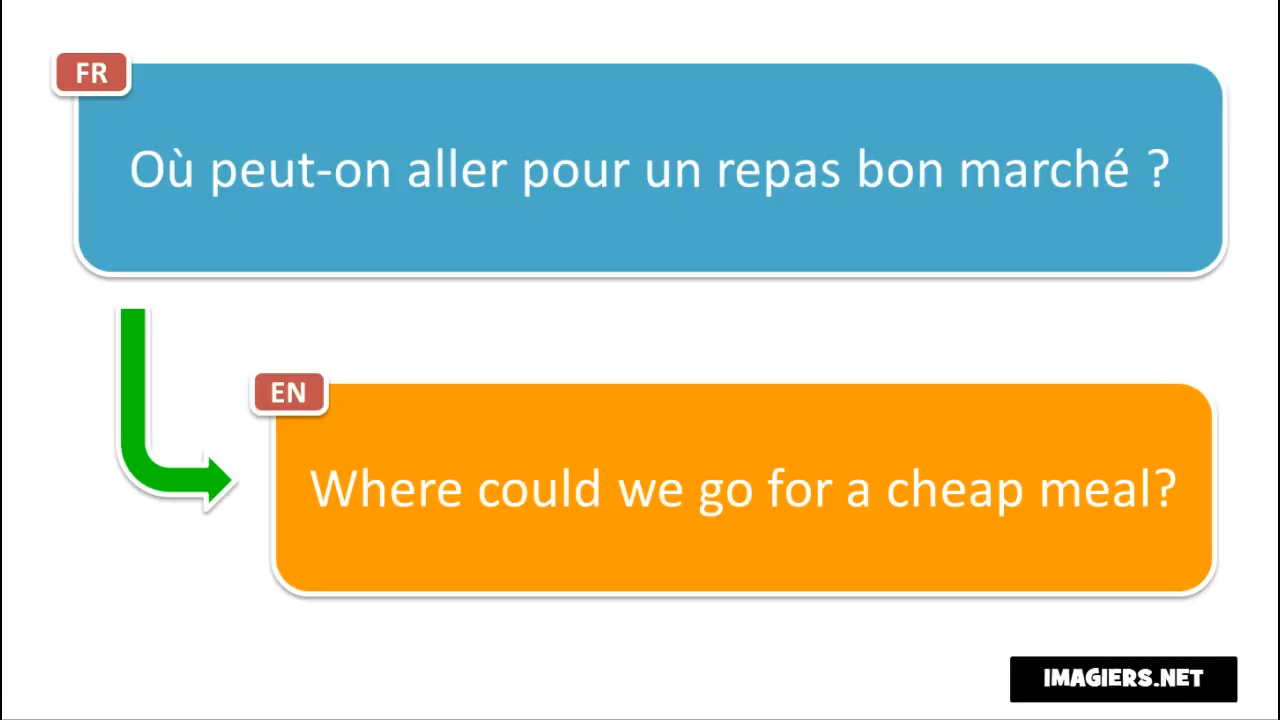 FR
Où peut-on aller pour un repas bon marché ?
EN
Where could we go for a cheap meal?
IMAGIERS.NET